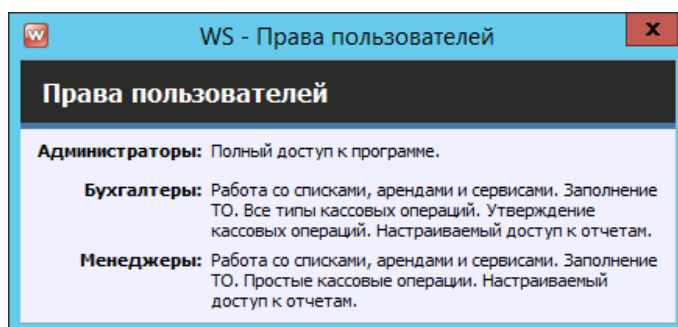 WS - Права пользователей
Права пользователей
Администраторы: Полный доступ к программе.
Бухгалтеры: Работа со списками, арендами и сервисами. Заполнение
ТО. Все типы кассовых операций. Утверждение
кассовых операций. Настраиваемый доступ к отчетам.
Менеджеры: Работа со списками, арендами и сервисами. Заполнение
ТО. Простые кассовые операции. Настраиваемый
доступ к отчетам.